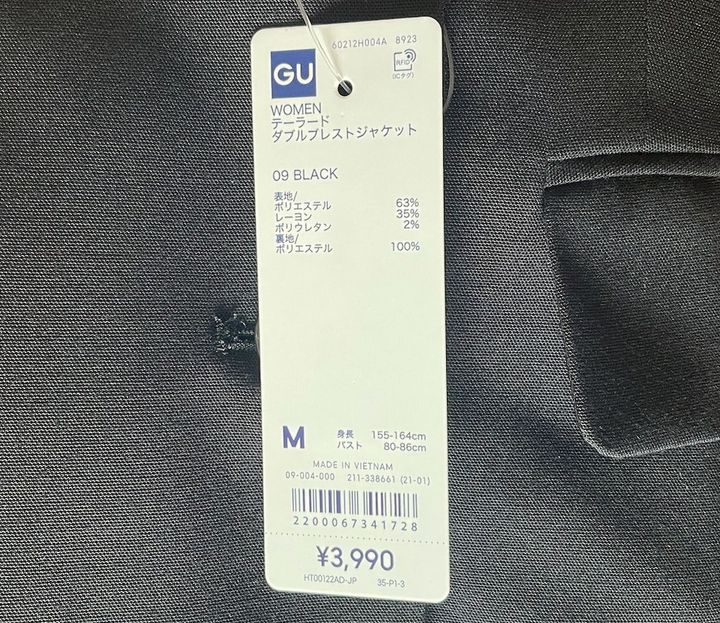 60212H004A 8923
GU
RFID
(ICタグ)
WOMEN
テーラード
ダブルブレストジャケット
09 BLACK
表地/
ポリエステル 63%
レーヨン 35%
ポリウレタン 2%
裏地/
ポリエステル 100%
M 身長 155-164cm
バスト 80-86cm
MADE IN VIETNAM
09-004-000 211-338661 (21-01)
2200067341728
¥3,990
HT00122AD-JP 35-P1-3